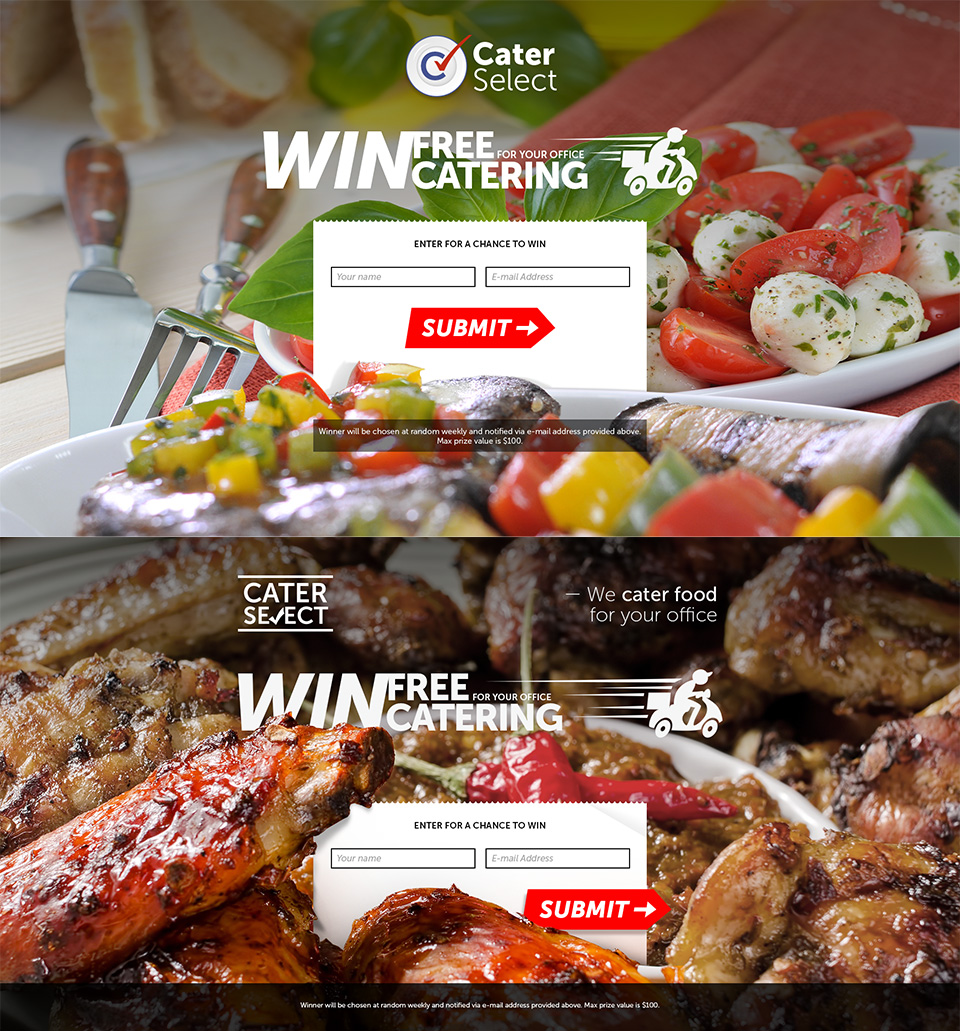 Cater
Select
WIN FREE FOR YOUR OFFICE
CATERING
ENTER FOR A CHANCE TO WIN
Your name E-mail Address
SUBMIT
Winner will be chosen at random weekly and notified via e-mail address provided above.
Max prize value is $100.
CATER
SELECT
— We cater food
for your office
WIN FREE FOR YOUR OFFICE
CATERING
ENTER FOR A CHANCE TO WIN
Your name E-mail Address
SUBMIT
Winner will be chosen at random weekly and notified via e-mail address provided above. Max prize value is $100.